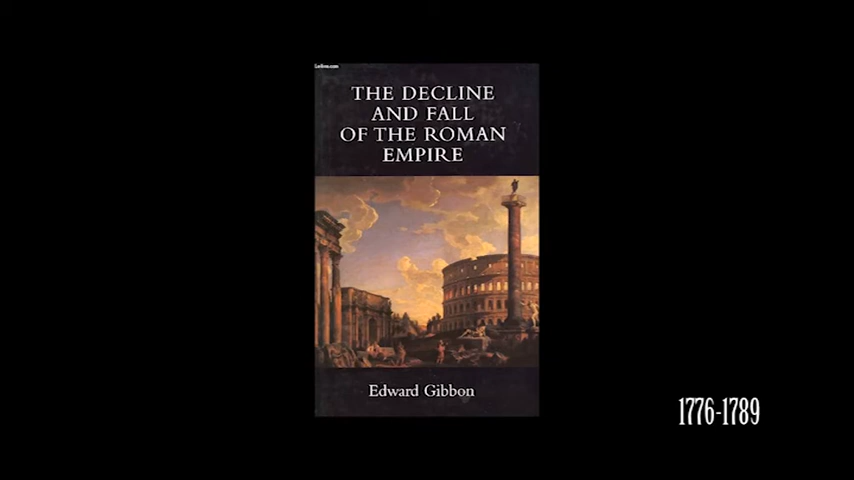 THE DECLINE
AND FALL
OF THE ROMAN
EMPIRE
Edward Gibbon
1776-1789